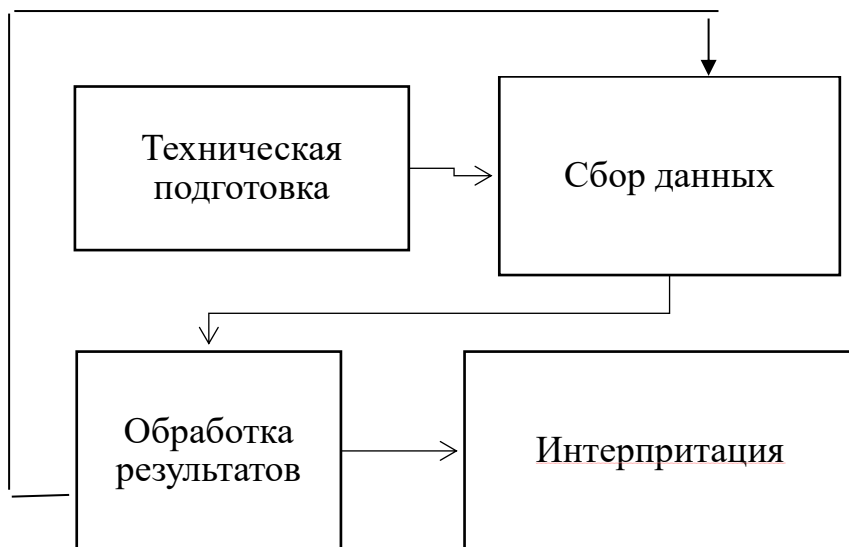 Техническая
подготовка
Сбор данных
Обработка
результатов
Интерпритация